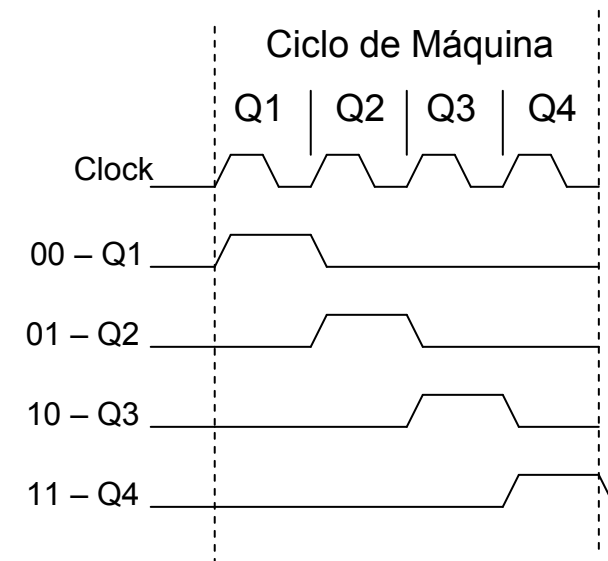 Ciclo de Máquina
Q1 Q2 Q3 Q4
Clock
00 – Q1
01 – Q2
10 – Q3
11 – Q4